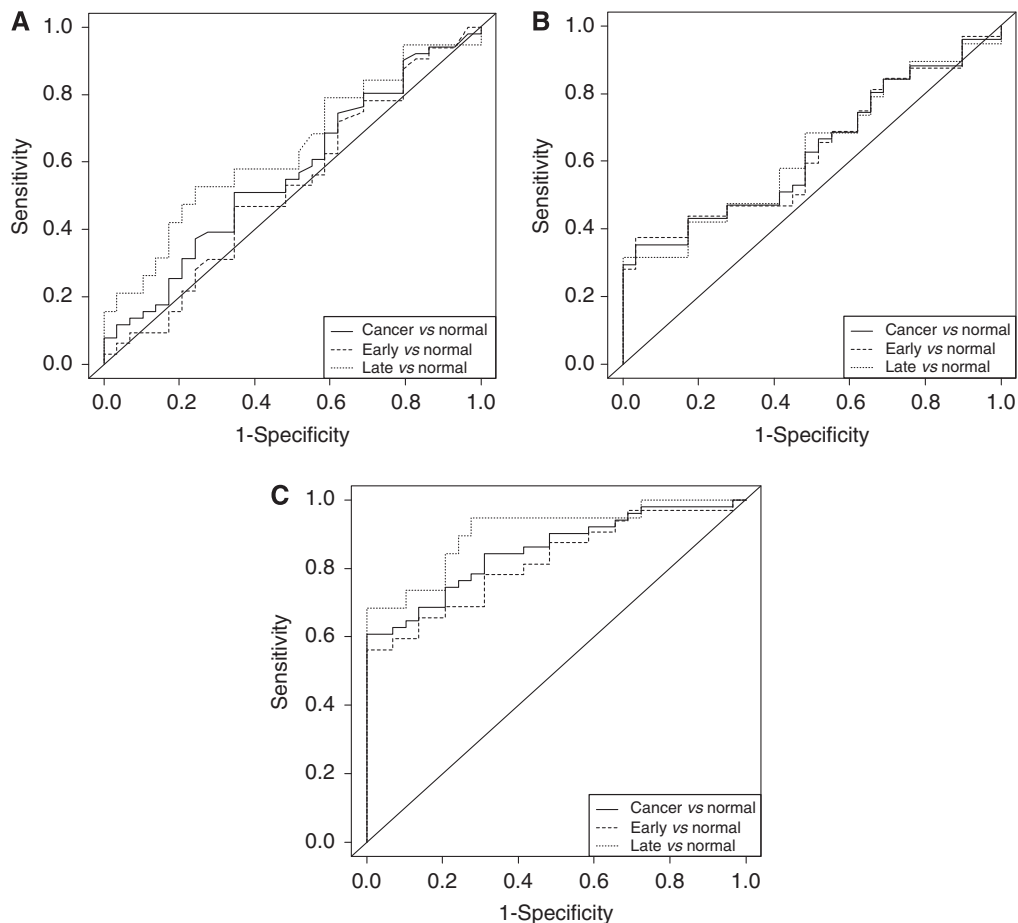 A
1.0
0.8
0.6
0.4
0.2
0.0
Sensitivity
0.0 0.2 0.4 0.6 0.8 1.0
1-Specificity
Cancer vs normal
Early vs normal
Late vs normal
B
1.0
0.8
0.6
0.4
0.2
0.0
Sensitivity
0.0 0.2 0.4 0.6 0.8 1.0
1-Specificity
Cancer vs normal
Early vs normal
Late vs normal
C
1.0
0.8
0.6
0.4
0.2
0.0
Sensitivity
0.0 0.2 0.4 0.6 0.8 1.0
1-Specificity
Cancer vs normal
Early vs normal
Late vs normal